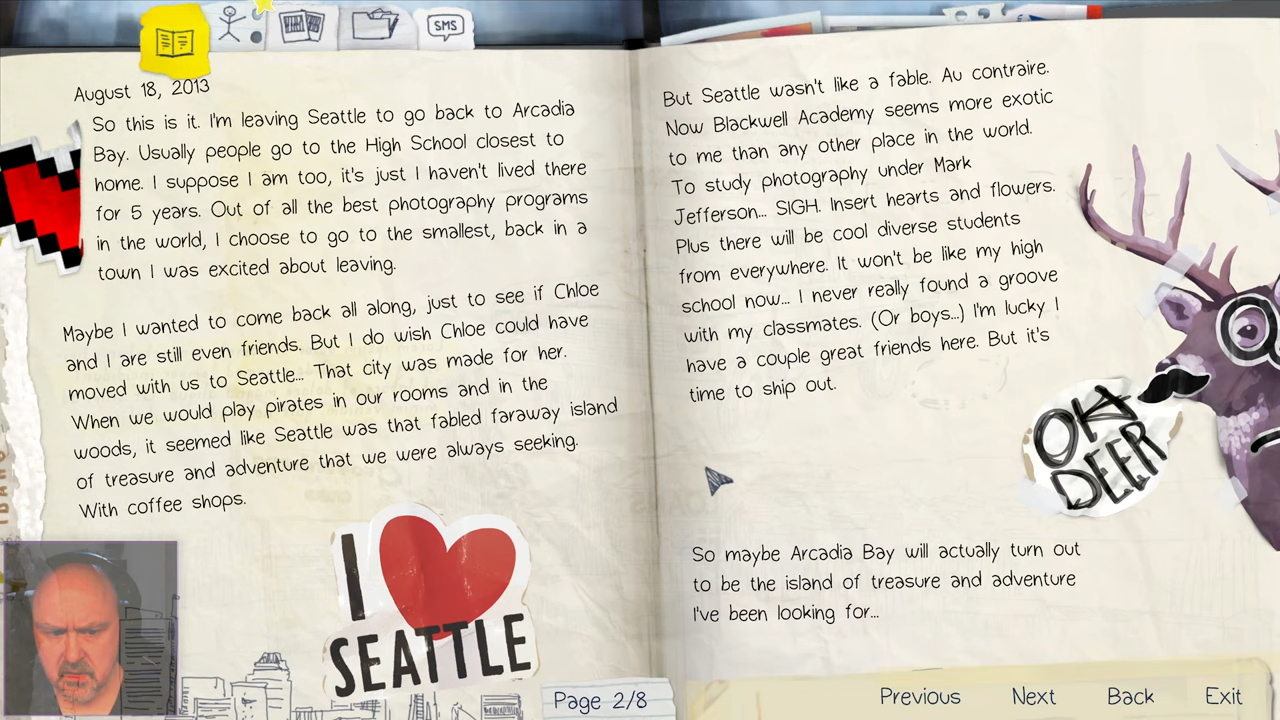 SMS
August 18, 2013
So this is it. I'm leaving Seattle to go back to Arcadia
Bay. Usually people go to the High School closest to
home. I suppose I am too, it's just I haven't lived there
for 5 years. Out of all the best photography programs
in the world, I choose to go to the smallest, back in a
town I was excited about leaving.
Maybe I wanted to come back all along, just to see if Chloe
and I are still even friends. But I do wish Chloe could have
moved with us to Seattle... That city was made for her.
When we would play pirates in our rooms and in the
woods, it seemed like Seattle was that fabled faraway island
of treasure and adventure that we were always seeking.
With coffee shops.
I
SEATTLE
But Seattle wasn't like a fable. Au contraire.
Now Blackwell Academy seems more exotic
to me than any other place in the world.
To study photography under Mark
Jefferson... SIGH. Insert hearts and flowers.
Plus there will be cool diverse students
from everywhere. It won't be like my high
school now... I never really found a groove
with my classmates. (Or boys...) I'm lucky I
have a couple great friends here. But it's
time to ship out.
OH
DEER
So maybe Arcadia Bay will actually turn out
to be the island of treasure and adventure
I've been looking for...
Page 2/8
Previous
Next
Back
Exit